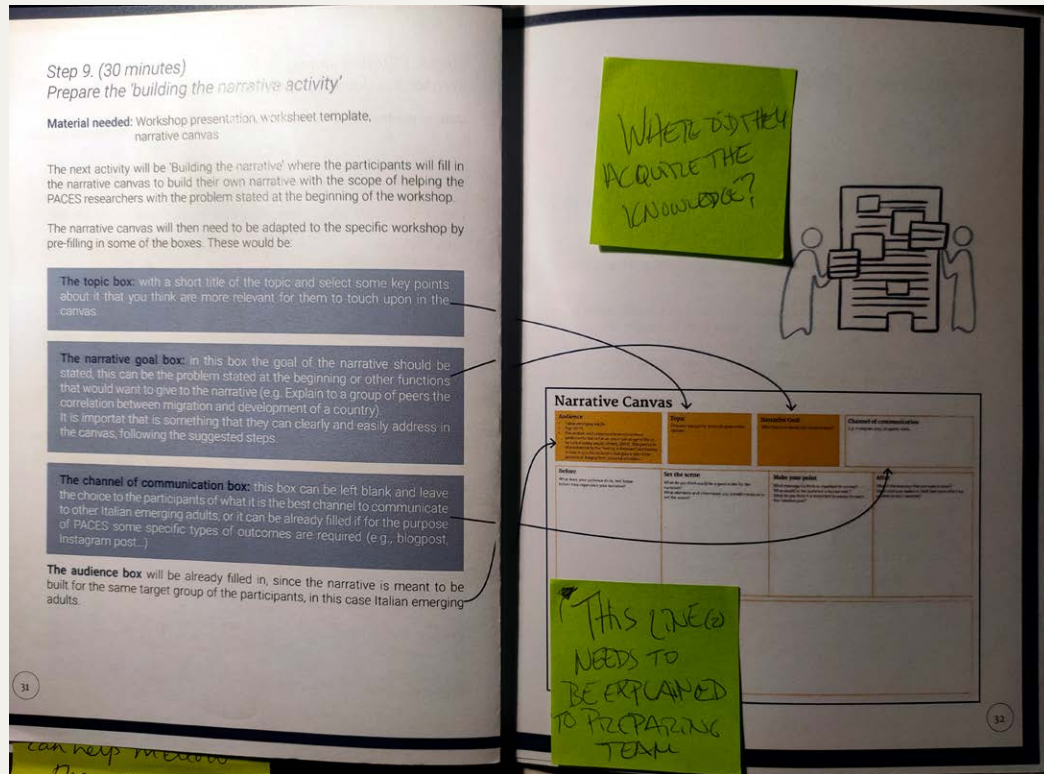 Step 9. (30 minutes)
Prepare the 'building the narrative activity'
Material needed: Workshop presentation, worksheet template,
narrative canvas
The next activity will be 'Building the narrative' where the participants will fill in
the narrative canvas to build their own narrative with the scope of helping the
PACES researchers with the problem stated at the beginning of the workshop.
The narrative canvas will then need to be adapted to the specific workshop by
pre-filling in some of the boxes. These would be:
The topic box: with a short title of the topic and select some key points
about it that you think are more relevant for them to touch upon in the
canvas.
The narrative goal box: in this box the goal of the narrative should be
stated, this can be the problem stated at the beginning or other functions
that would want to give to the narrative (e.g. Explain to a group of peers the
correlation between migration and development of a country).
It is importat that is something that they can clearly and easily address in
the canvas, following the suggested steps.
The channel of communication box: this box can be left blank and leave
the choice to the participants of what it is the best channel to communicate
to other Italian emerging adults, or it can be already filled if for the purpose
of PACES some specific types of outcomes are required (e.g., blogpost,
Instagram post...)
The audience box will be already filled in, since the narrative is meant to be
built for the same target group of the participants, in this case Italian emerging
adults.
31
can help
WHERE DID THEY
ACQUIRE THE
KNOWLEDGE?
Narrative Canvas
Audience
Topic
Narrative Goal
Channel of communication
Before
Set the scene
Make your point
THIS LINE(s)
NEEDS TO
BE EXPLAINED
TO PREPARING
TEAM
32